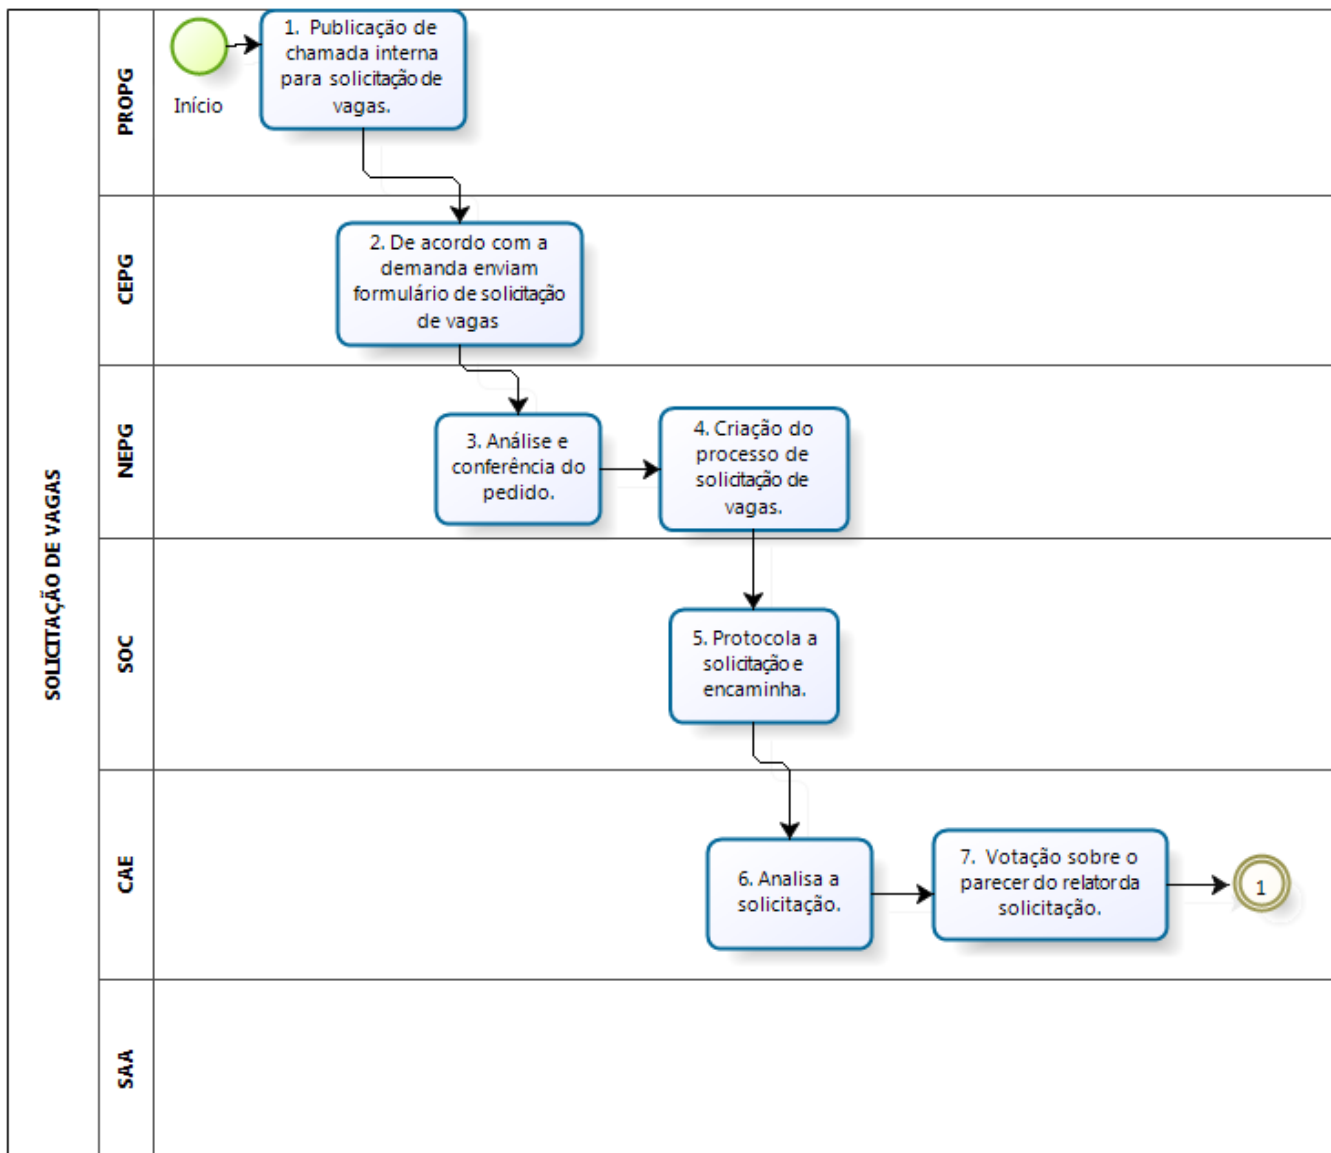 SOLICITAÇÃO DE VAGAS
PROPG
Início
1. Publicação de
chamada interna
para solicitação de
vagas.
CEPG
2. De acordo com a
demanda enviam
formulário de solicitação
de vagas
NEPG
3. Análise e
conferência do
pedido.
4. Criação do
processo de
solicitação de
vagas.
SOC
5. Protocola a
solicitação e
encaminha.
CAE
6. Analisa a
solicitação.
7. Votação sobre o
parecer do relator da
solicitação.
1
SAA